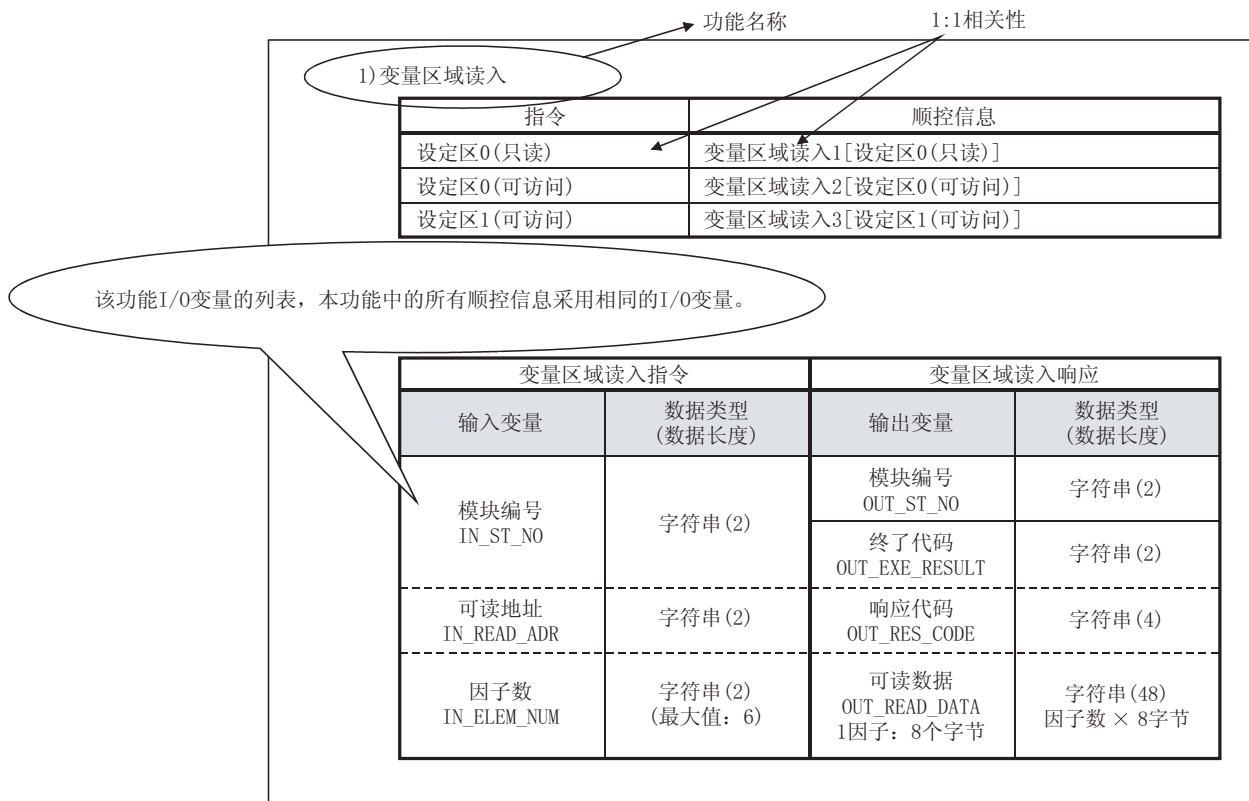 功能名称
1:1相关性
1)变量区域读入
指令 顺控信息
设定区0(只读) 变量区域读入1[设定区0(只读)]
设定区0(可访问) 变量区域读入2[设定区0(可访问)]
设定区1(可访问) 变量区域读入3[设定区1(可访问)]
该功能I/O变量的列表，本功能中的所有顺控信息采用相同的I/O变量。
变量区域读入指令 变量区域读入响应
输入变量 数据类型 输出变量 数据类型
(数据长度) (数据长度)
模块编号
IN_ST_NO
字符串(2)
模块编号
OUT_ST_NO
字符串(2)
终了代码
OUT_EXE_RESULT
字符串(2)
可读地址
IN_READ_ADR
字符串(2)
响应代码
OUT_RES_CODE
字符串(4)
因子数
IN_ELEM_NUM
字符串(2)
(最大值：6)
可读数据
OUT_READ_DATA
1因子：8个字节
字符串(48)
因子数 × 8字节